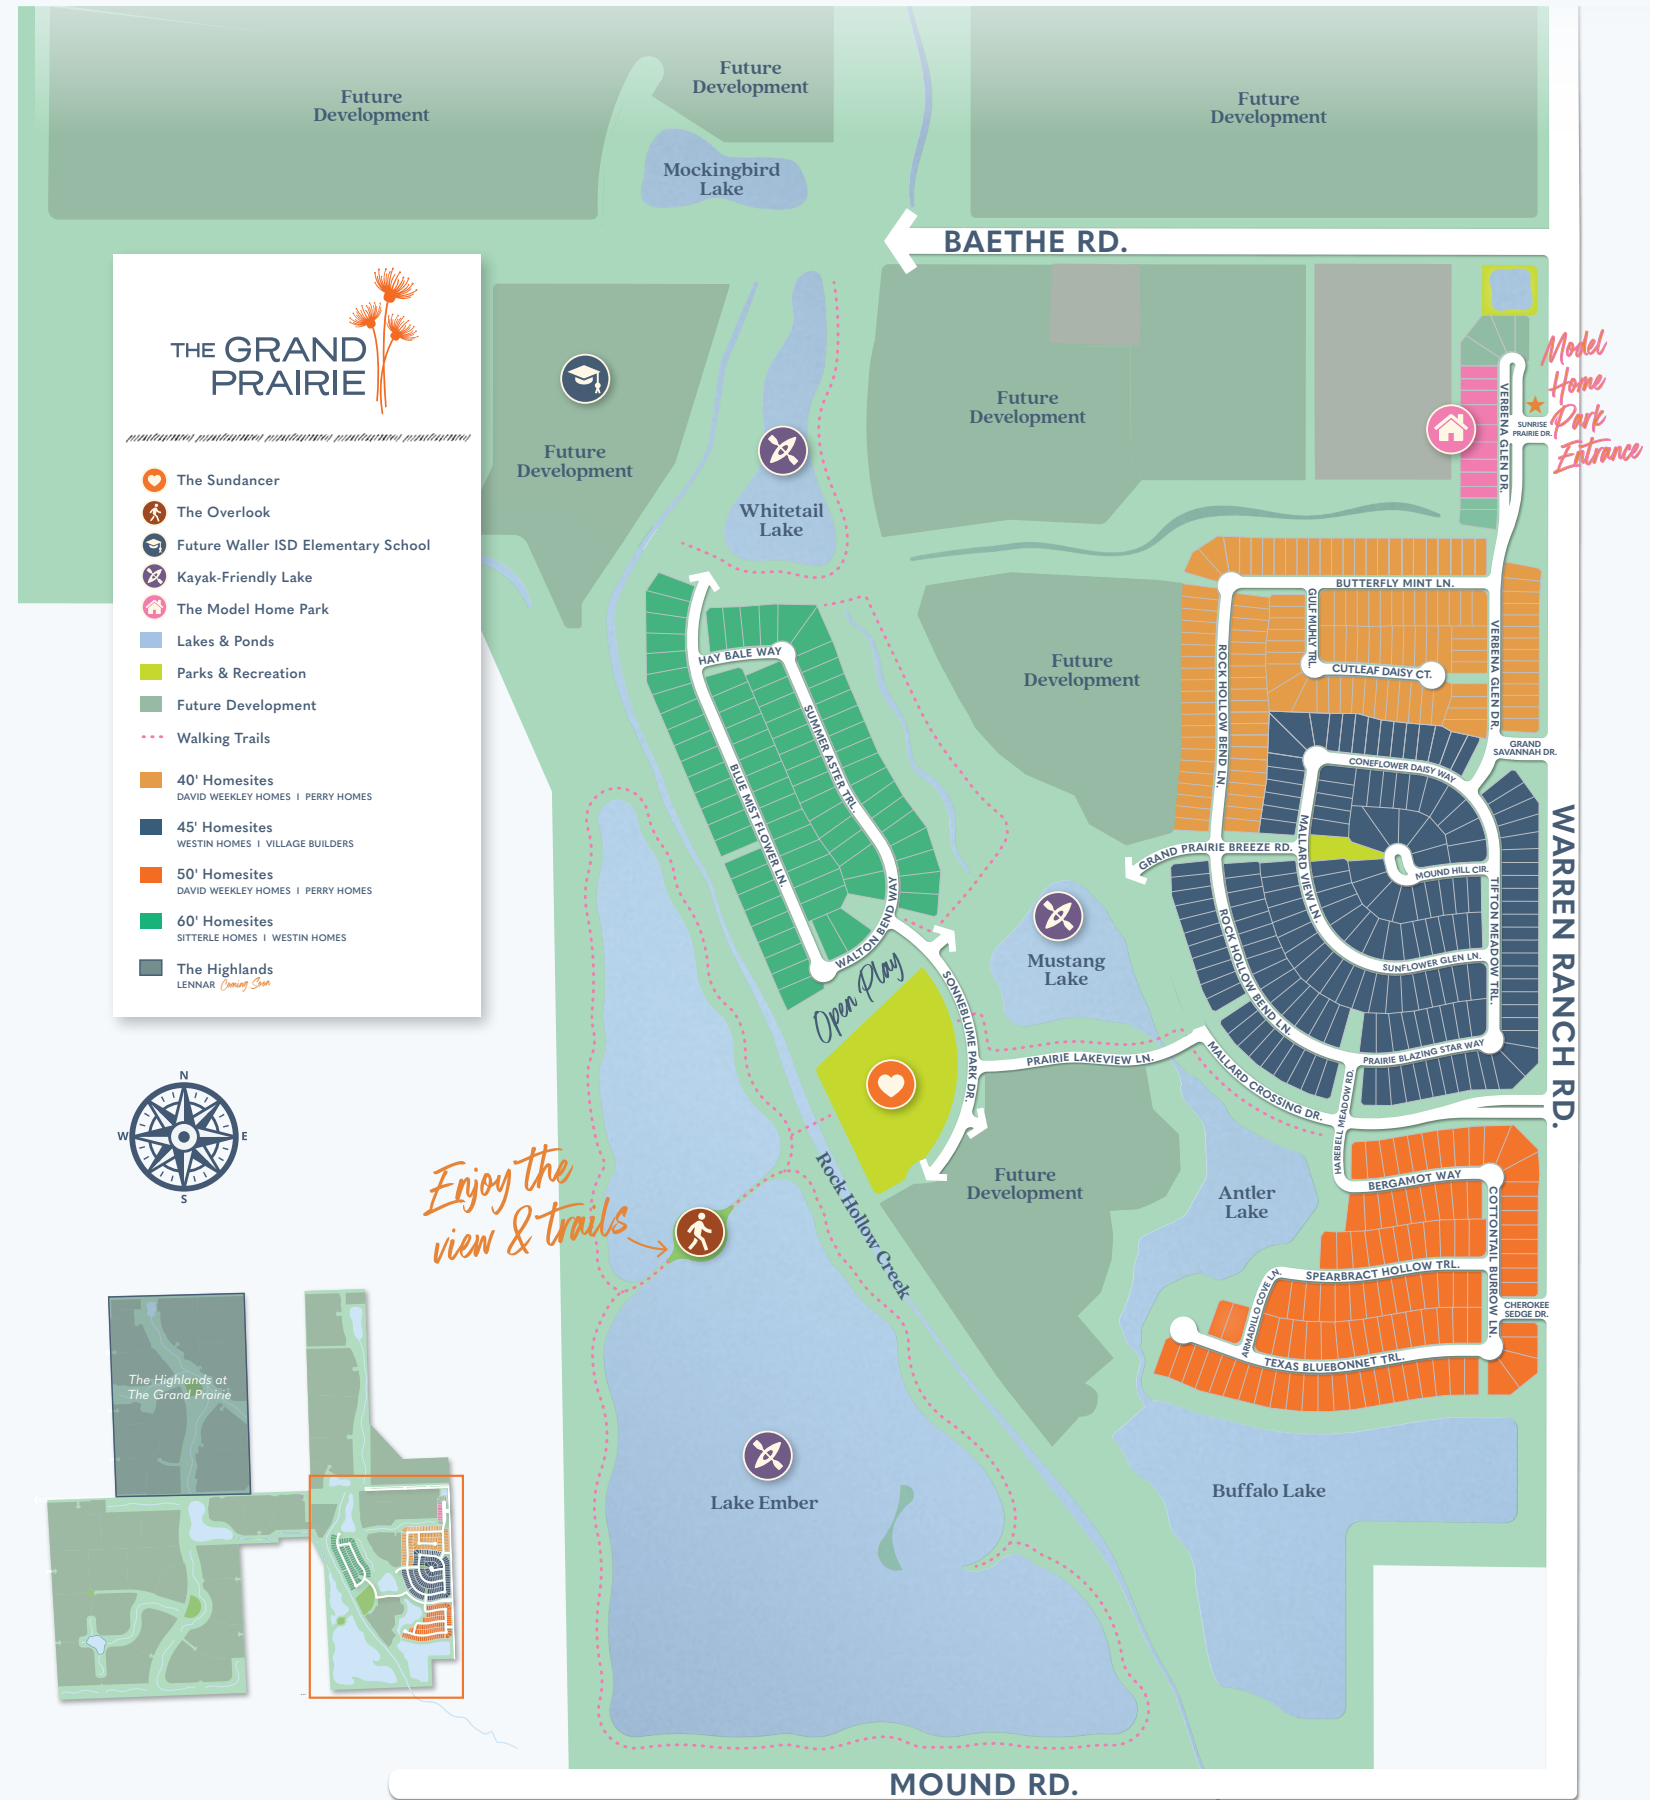 Future
Development
Future
Development
Future
Development
Mockingbird
Lake
BAETHE RD.
THE GRAND
PRAIRIE
The Sundancer
The Overlook
Future Waller ISD Elementary School
Kayak-Friendly Lake
The Model Home Park
Lakes & Ponds
Parks & Recreation
Future Development
Walking Trails
40' Homesites
DAVID WEEKLEY HOMES I PERRY HOMES
45' Homesites
WESTIN HOMES I VILLAGE BUILDERS
50' Homesites
DAVID WEEKLEY HOMES I PERRY HOMES
60' Homesites
SITTERLE HOMES I WESTIN HOMES
The Highlands
LENNAR Coming Soon
Future
Development
Whitetail
Lake
Future
Development
Model
Home
Park
Entrance
VERBENA GLEN DR.
SUNRISE
PRAIRIE DR.
BUTTERFLY MINT LN.
GULF MUHLY TRL.
CUTLEAF DAISY CT.
VERBENA GLEN DR.
ROCK HOLLOW BEND LN.
Future
Development
HAY BALE WAY
SUMMER ASTER TRL.
BLUE MIST FLOWER LN.
WALTON BEND WAY
GRAND
SAVANNAH DR.
CONEFLOWER DAISY WAY
MALLARD VIEW LN.
GRAND PRAIRIE BREEZE RD.
MOUND HILL CIR.
TIFTON MEADOW TRL.
ROCK HOLLOW BEND LN.
SUNFLOWER GLEN LN.
PRAIRIE BLAZING STAR WAY
WARREN RANCH RD.
Mustang
Lake
Open Play
SONNEBLUME PARK DR.
PRAIRIE LAKEVIEW LN.
MALLARD CROSSING DR.
HAREBELL MEADOW RD.
N
W
E
S
Enjoy the
view & trails
Rock Hollow Creek
Future
Development
Antler
Lake
BERGAMOT WAY
COTTONTAIL BURROW LN.
SPEARBRACT HOLLOW TRL.
ARMADILLO COVE LN.
CHEROKEE
SEDGE DR.
TEXAS BLUEBONNET TRL.
The Highlands at
The Grand Prairie
Lake Ember
Buffalo Lake
MOUND RD.